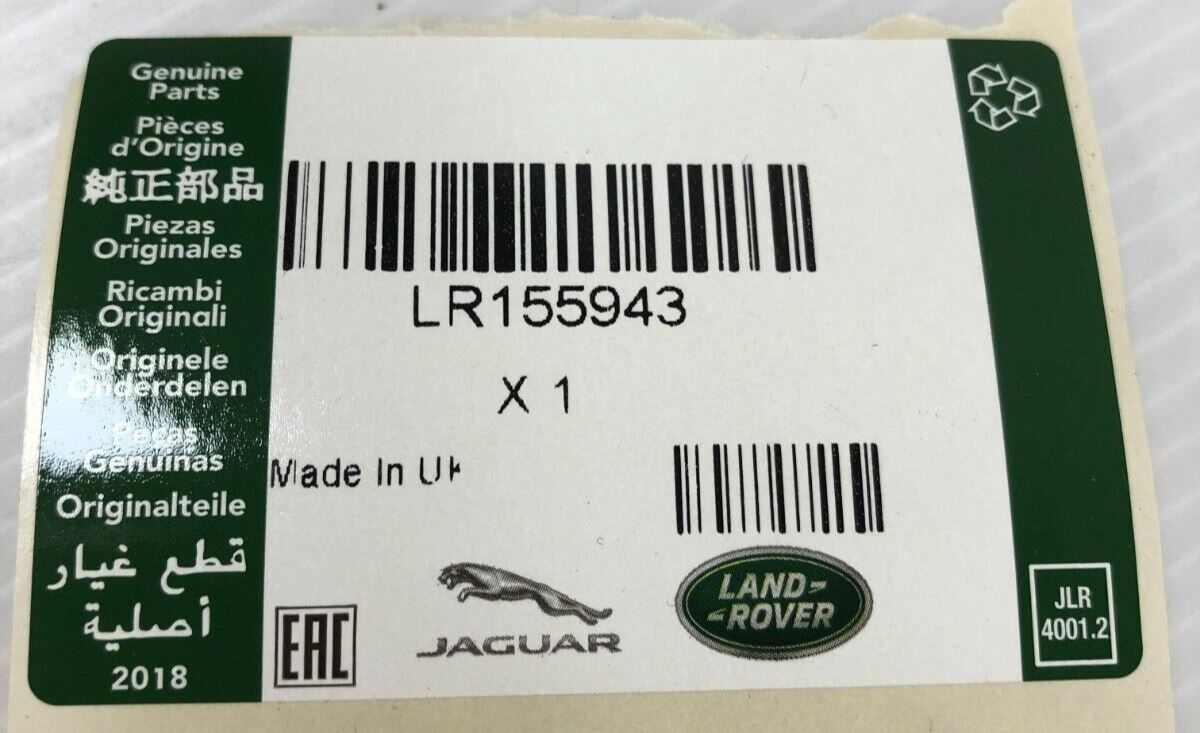 Genuine
Parts
Pièces
d'Origine
純正部品
Piezas
Originales
Ricambi
Originali
Originele
Onderdelen
Peças
Genuínas
Originalteile
قطع غيار
أصلية
2018
LR155943
X 1
Made In UK
EAC
JAGUAR
LAND
ROVER
JLR
4001.2